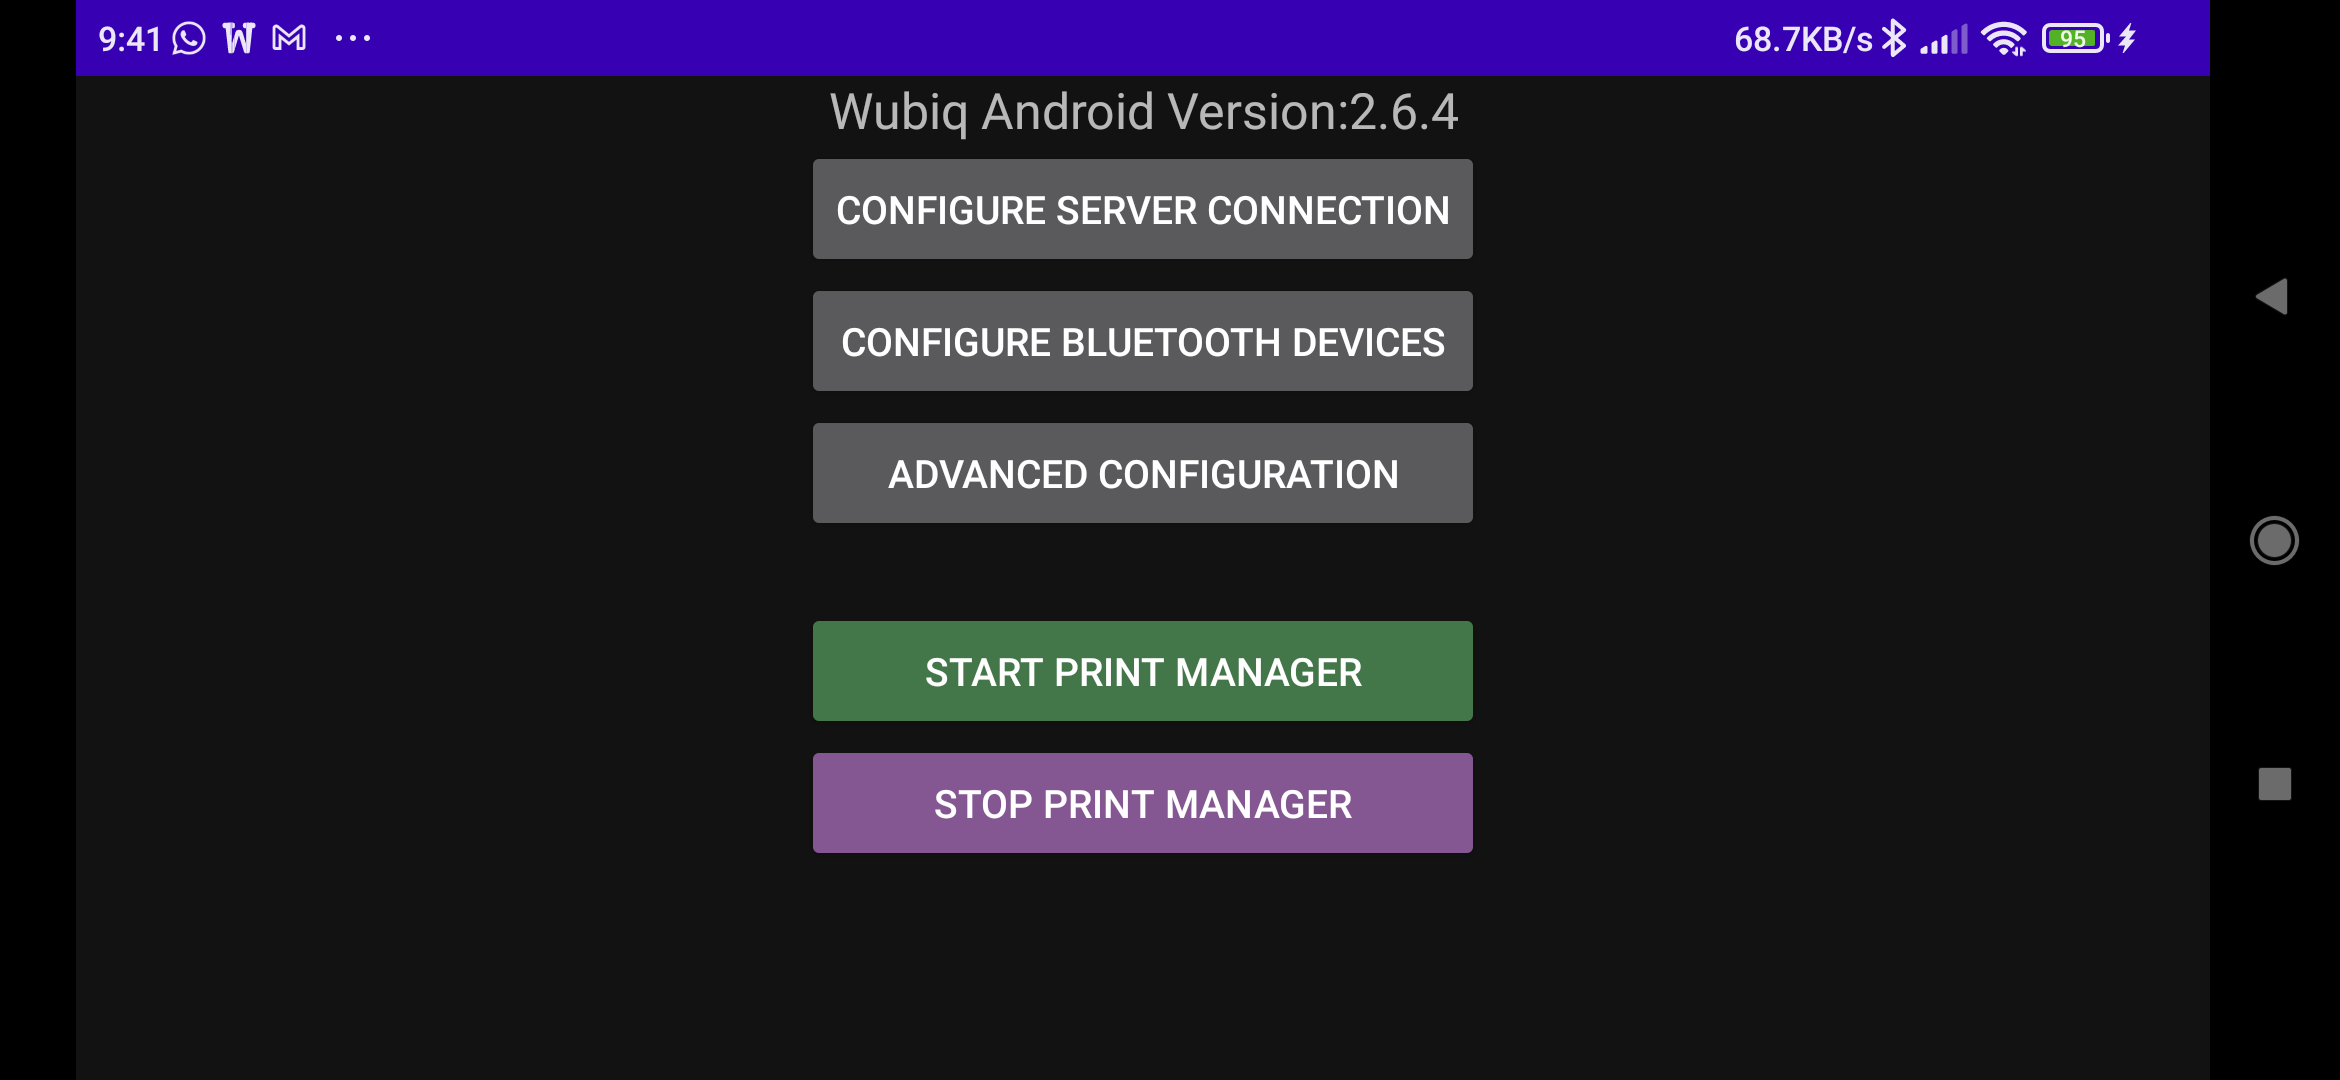 9:41 W ... 68.7KB/s 95
Wubiq Android Version:2.6.4
CONFIGURE SERVER CONNECTION
CONFIGURE BLUETOOTH DEVICES
ADVANCED CONFIGURATION
START PRINT MANAGER
STOP PRINT MANAGER